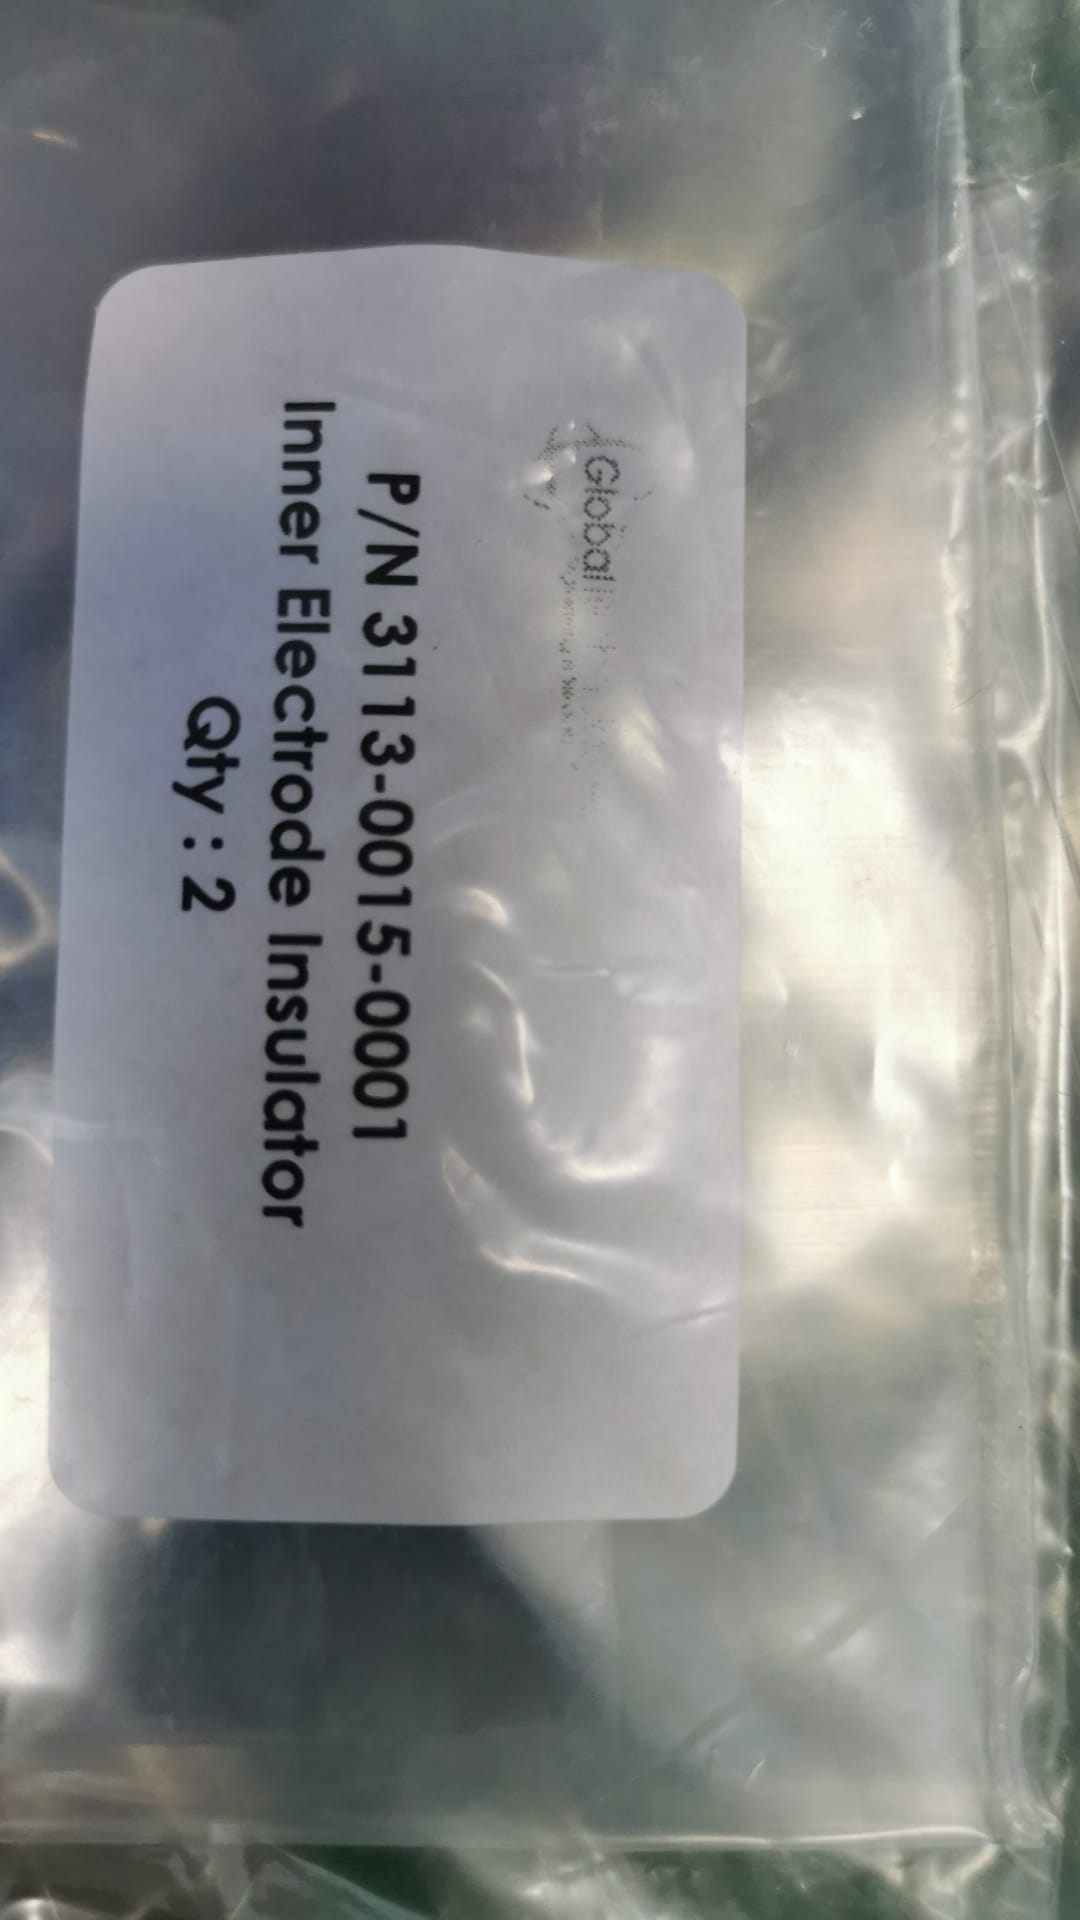 Global
P/N 3113-0015-0001
Inner Electrode Insulator
Qty : 2